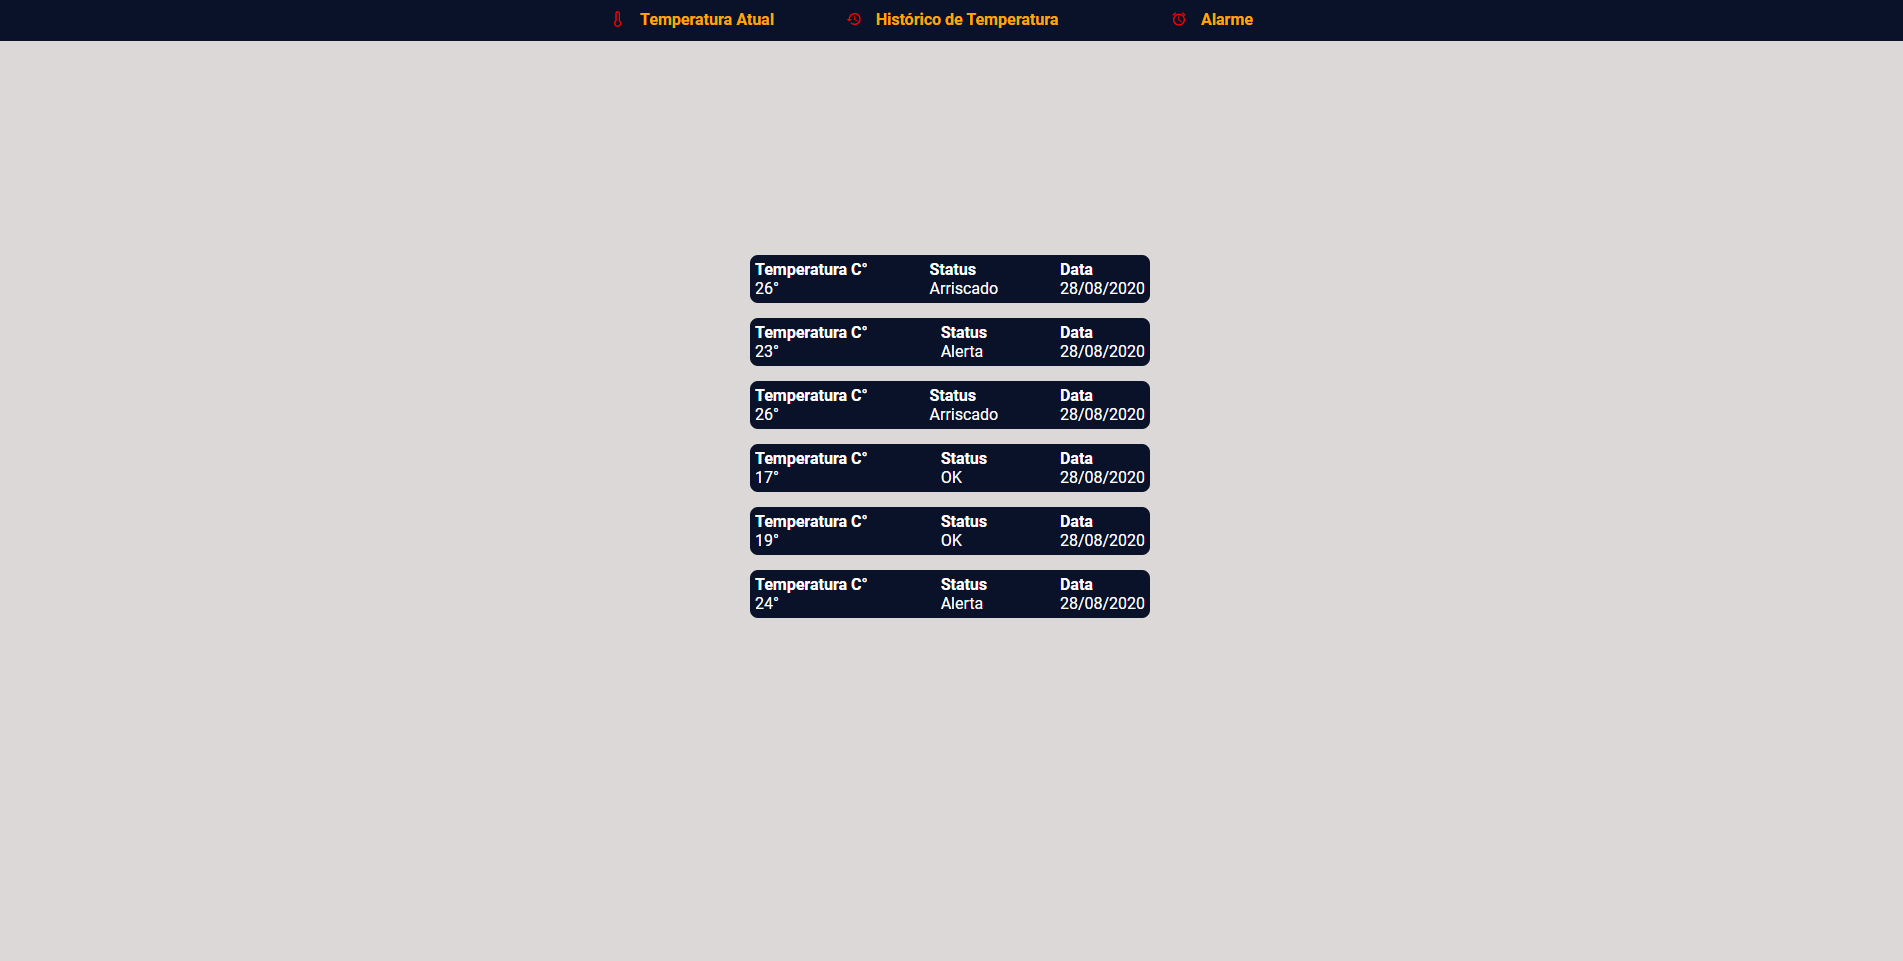 Temperatura Atual Histórico de Temperatura Alarme
Temperatura C° Status Data
26° Arriscado 28/08/2020
Temperatura C° Status Data
23° Alerta 28/08/2020
Temperatura C° Status Data
26° Arriscado 28/08/2020
Temperatura C° Status Data
17° OK 28/08/2020
Temperatura C° Status Data
19° OK 28/08/2020
Temperatura C° Status Data
24° Alerta 28/08/2020